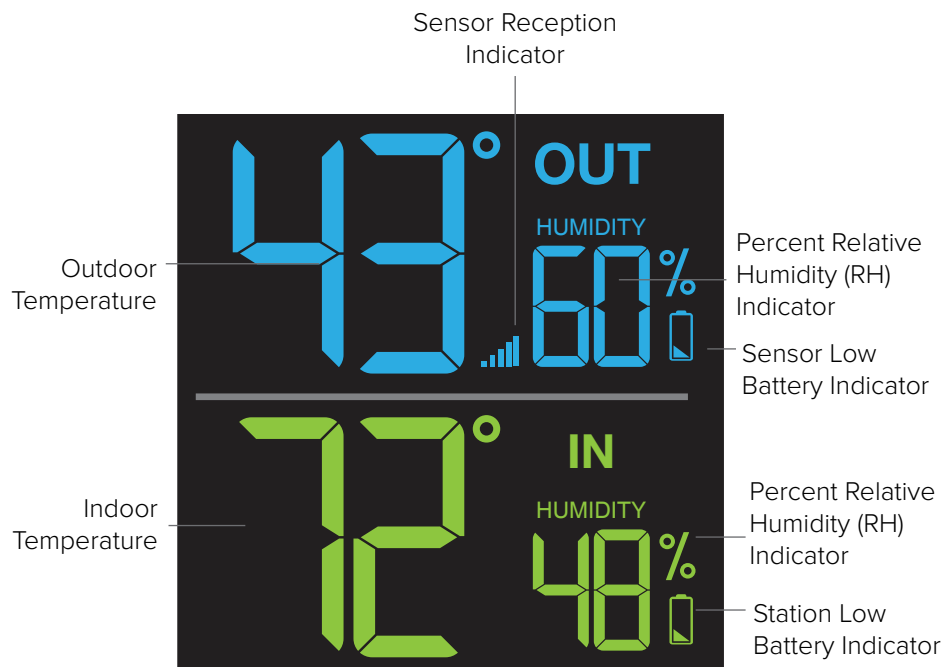 Sensor Reception
Indicator
43°
OUT
HUMIDITY
60%
Outdoor
Temperature
Percent Relative
Humidity (RH)
Indicator
Sensor Low
Battery Indicator
72°
IN
HUMIDITY
48%
Indoor
Temperature
Percent Relative
Humidity (RH)
Indicator
Station Low
Battery Indicator